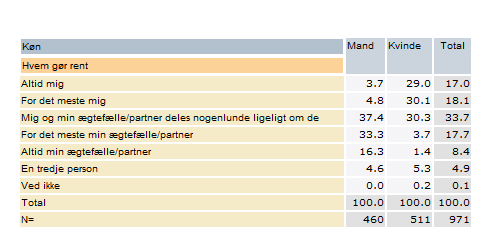 Køn Mand Kvinde Total
Hvem gør rent
Altid mig 3.7 29.0 17.0
For det meste mig 4.8 30.1 18.1
Mig og min ægtefælle/partner deles nogenlunde ligeligt om de 37.4 30.3 33.7
For det meste min ægtefælle/partner 33.3 3.7 17.7
Altid min ægtefælle/partner 16.3 1.4 8.4
En tredje person 4.6 5.3 4.9
Ved ikke 0.0 0.2 0.1
Total 100.0 100.0 100.0
N= 460 511 971